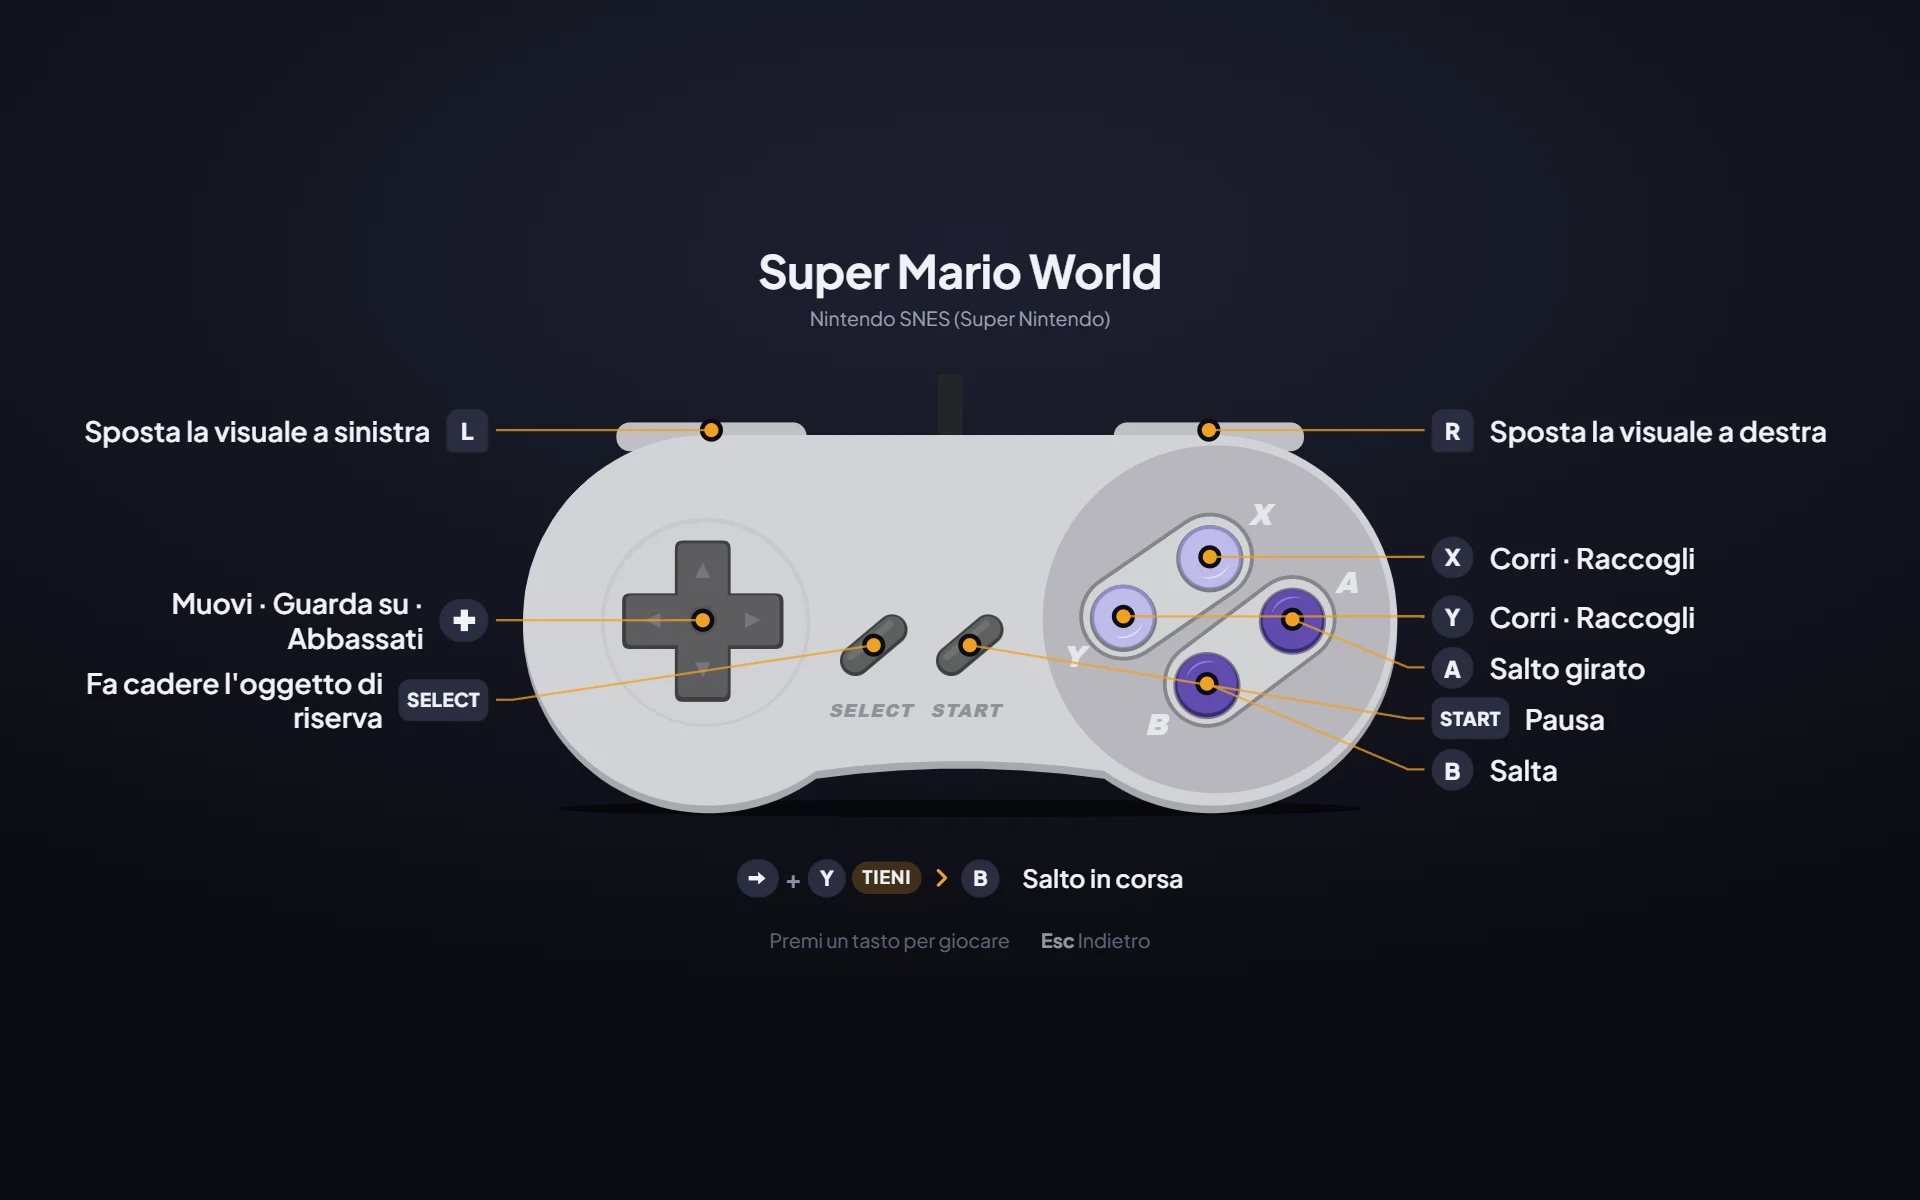 Super Mario World
Nintendo SNES (Super Nintendo)
Sposta la visuale a sinistra L
R Sposta la visuale a destra
X
A
Y
B
SELECT START
Muovi · Guarda su ·
Abbassati
Fa cadere l'oggetto di
riserva
SELECT
X Corri · Raccogli
Y Corri · Raccogli
A Salto girato
START Pausa
B Salta
+ Y TIENI B Salto in corsa
Premi un tasto per giocare Esc Indietro